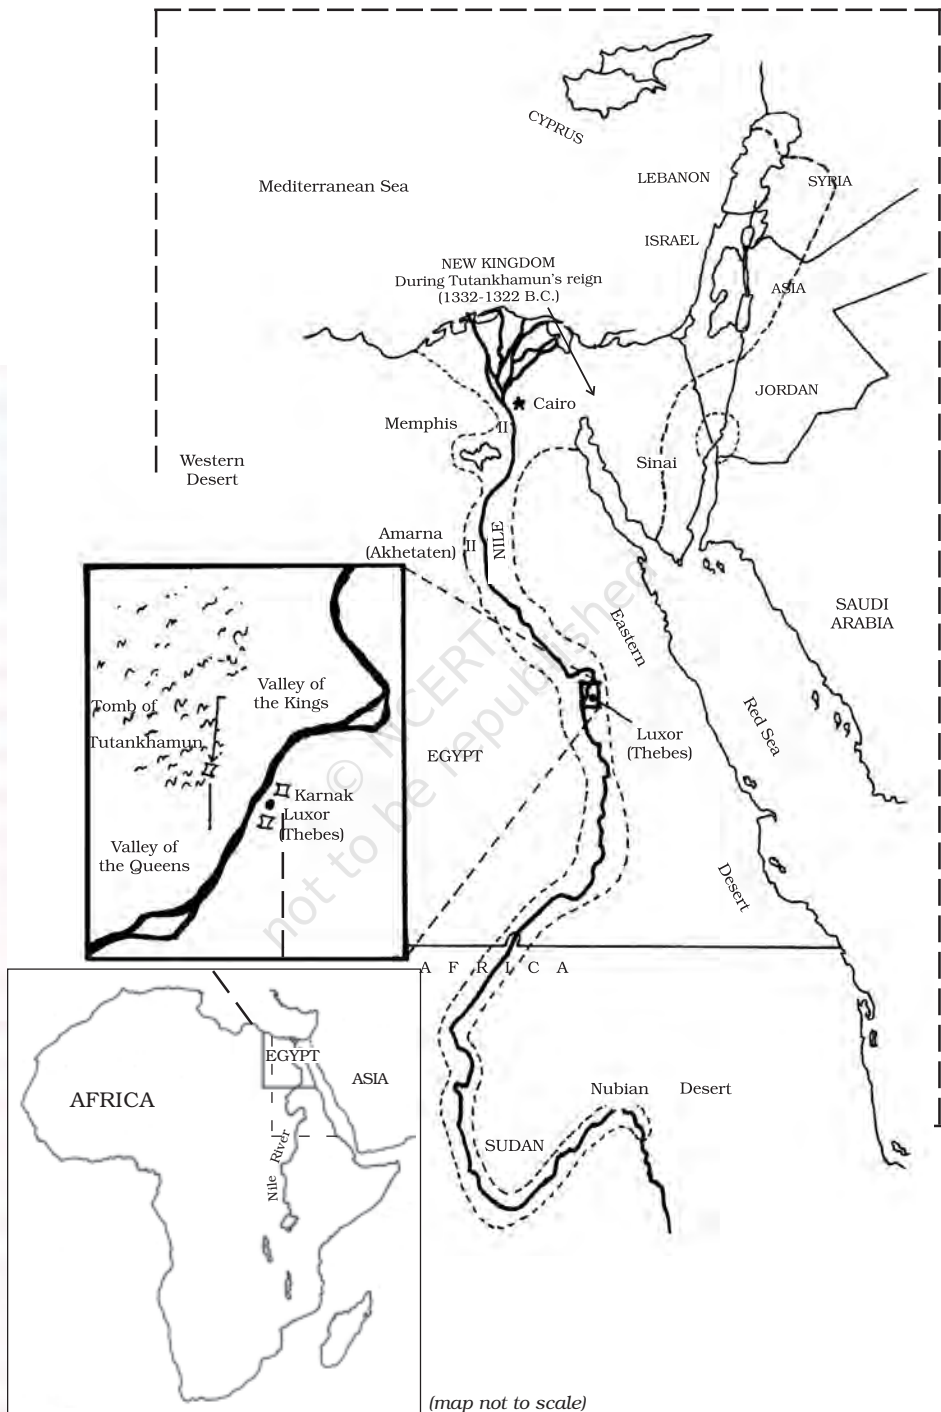 CYPRUS
Mediterranean Sea
LEBANON
SYRIA
ISRAEL
NEW KINGDOM
During Tutankhamun's reign
(1332-1322 B.C.)
ASIA
JORDAN
Cairo
Memphis
II
Western
Desert
Sinai
Amarna
(Akhetaten)
II
NILE
SAUDI
ARABIA
Eastern
Desert
Red Sea
Luxor
(Thebes)
EGYPT
Valley of
the Kings
Tomb of
Tutankhamun
Karnak
Luxor
(Thebes)
Valley of
the Queens
© NCERT
not to be republished
AFRICA
Nubian Desert
SUDAN
EGYPT
ASIA
AFRICA
Nile River
(map not to scale)